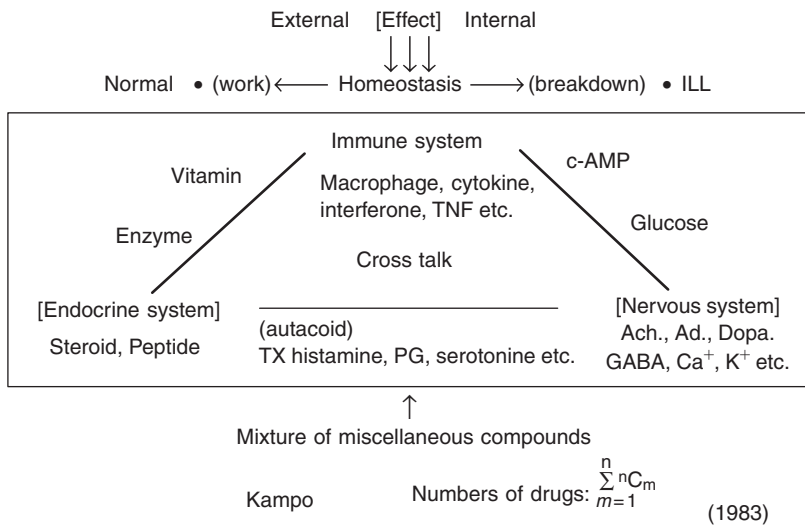 External [Effect] Internal
Normal • (work) ← Homeostasis → (breakdown) • ILL
Immune system
Vitamin
c-AMP
Macrophage, cytokine,
interferone, TNF etc.
Enzyme
Glucose
Cross talk
[Endocrine system]
[Nervous system]
Steroid, Peptide
(autacoid)
TX histamine, PG, serotonine etc.
Ach., Ad., Dopa.
GABA, Ca⁺, K⁺ etc.
Mixture of miscellaneous compounds
Kampo
Numbers of drugs: n∑m=1 ⁿCₘ
(1983)